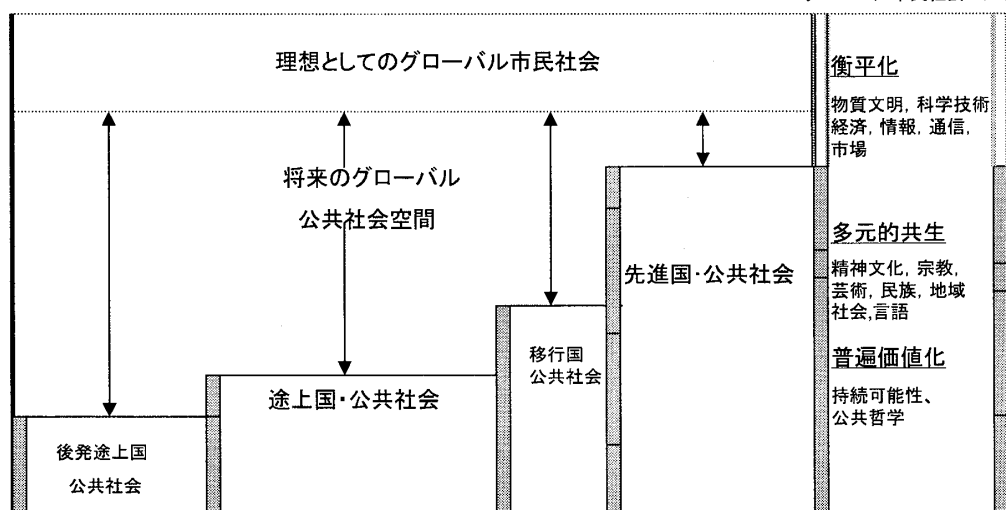 理想としてのグローバル市民社会
将来のグローバル
公共社会空間
後発途上国
公共社会
途上国・公共社会
移行国
公共社会
先進国・公共社会
衡平化
物質文明, 科学技術
経済, 情報, 通信,
市場
多元的共生
精神文化, 宗教,
芸術, 民族, 地域
社会,言語
普遍価値化
持続可能性、
公共哲学